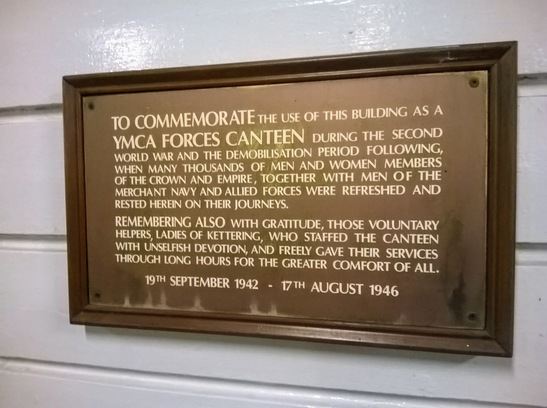 TO COMMEMORATE THE USE OF THIS BUILDING AS A
YMCA FORCES CANTEEN DURING THE SECOND
WORLD WAR AND THE DEMOBILISATION PERIOD FOLLOWING,
WHEN MANY THOUSANDS OF MEN AND WOMEN MEMBERS
OF THE CROWN AND EMPIRE, TOGETHER WITH MEN OF THE
MERCHANT NAVY AND ALLIED FORCES WERE REFRESHED AND
RESTED HEREIN ON THEIR JOURNEYS.
REMEMBERING ALSO WITH GRATITUDE, THOSE VOLUNTARY
HELPERS, LADIES OF KETTERING, WHO STAFFED THE CANTEEN
WITH UNSELFISH DEVOTION, AND FREELY GAVE THEIR SERVICES
THROUGH LONG HOURS FOR THE GREATER COMFORT OF ALL.
19TH SEPTEMBER 1942 - 17TH AUGUST 1946